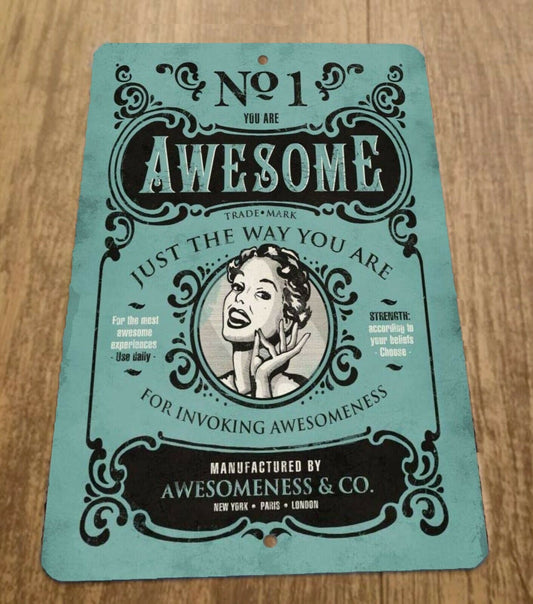 No 1
YOU ARE
AWESOME
TRADE • MARK
JUST THE WAY YOU ARE
For the most
awesome
experiences
- Use daily -
STRENGTH:
according to
your beliefs
- Choose -
FOR INVOKING AWESOMENESS
MANUFACTURED BY
AWESOMENESS & CO.
NEW YORK • PARIS • LONDON